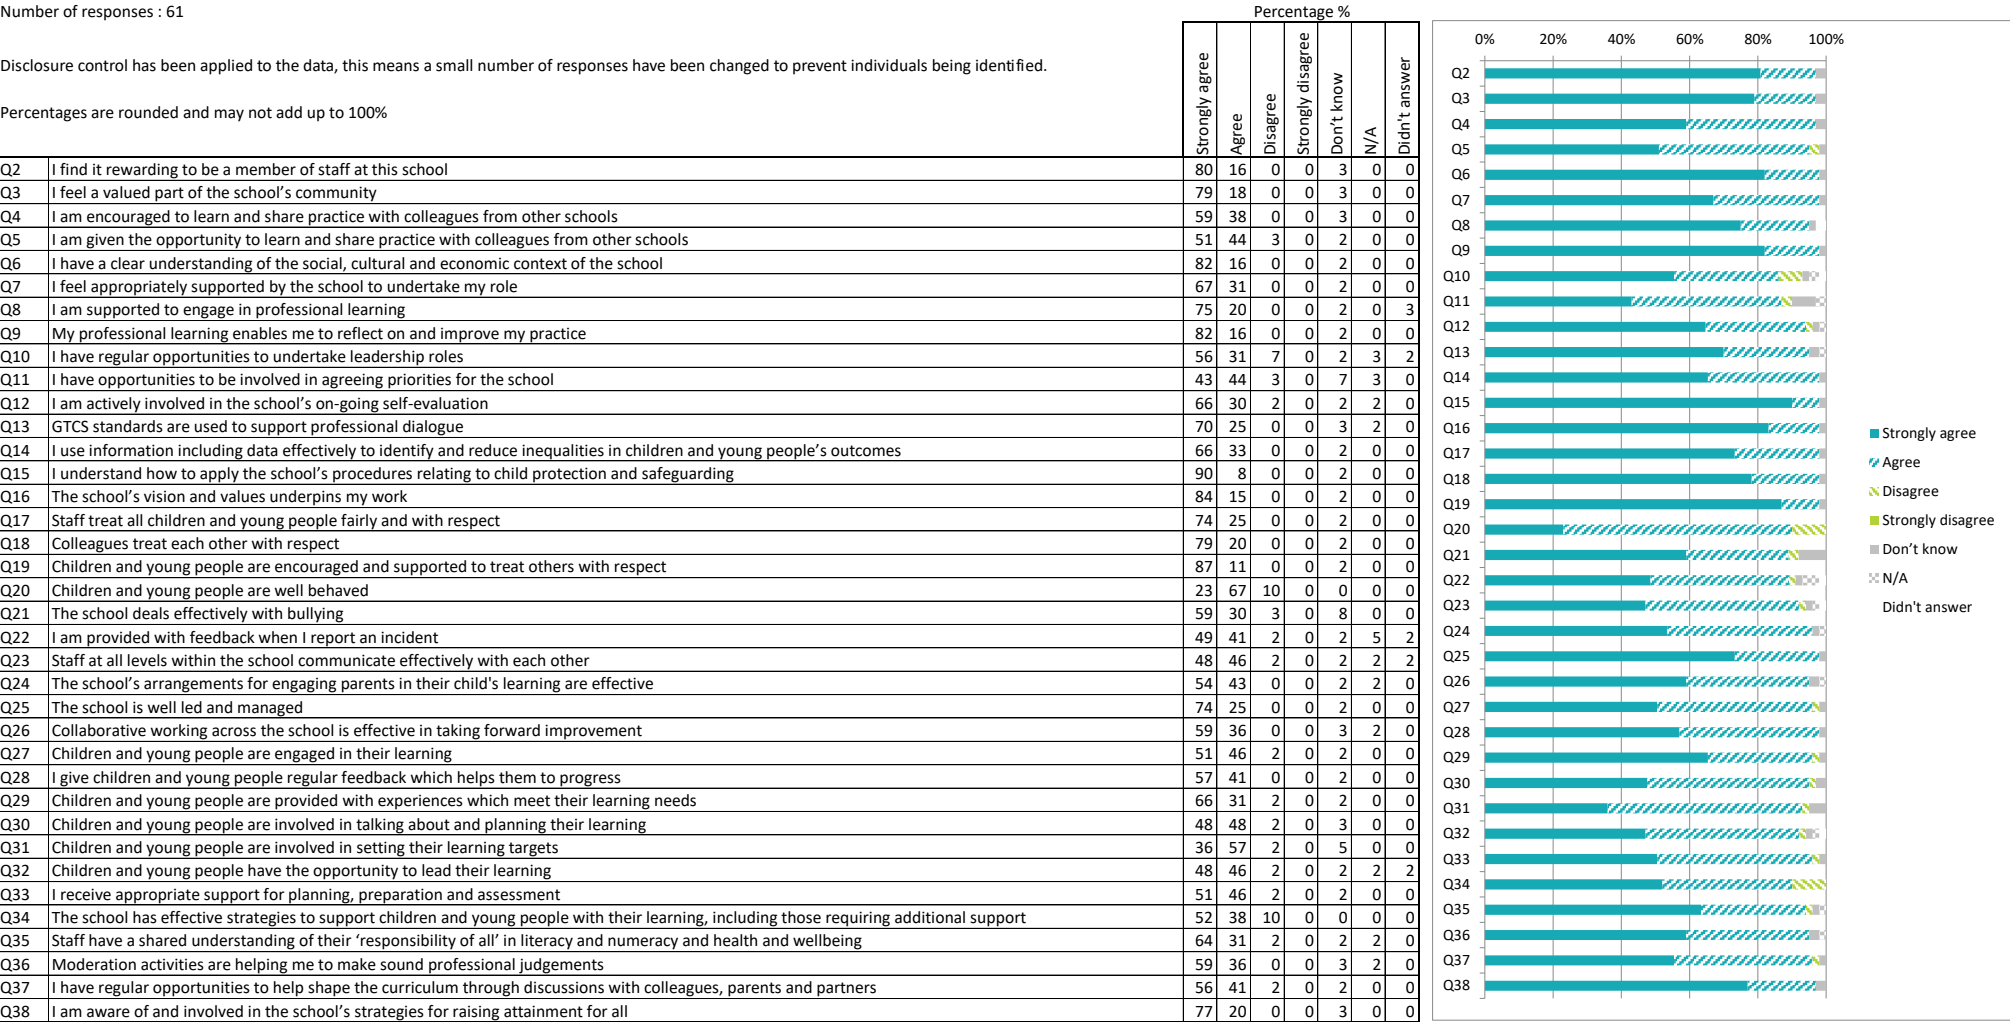 Number of responses : 61
Percentage %
Disclosure control has been applied to the data, this means a small number of responses have been changed to prevent individuals being identified.
Percentages are rounded and may not add up to 100%
Strongly agree
Agree
Disagree
Strongly disagree
Don't know
N/A
Didn't answer
Q2 I find it rewarding to be a member of staff at this school 80 16 0 0 3 0 0
Q3 I feel a valued part of the school's community 79 18 0 0 3 0 0
Q4 I am encouraged to learn and share practice with colleagues from other schools 59 38 0 0 3 0 0
Q5 I am given the opportunity to learn and share practice with colleagues from other schools 51 44 3 0 2 0 0
Q6 I have a clear understanding of the social, cultural and economic context of the school 82 16 0 0 2 0 0
Q7 I feel appropriately supported by the school to undertake my role 67 31 0 0 2 0 0
Q8 I am supported to engage in professional learning 75 20 0 0 2 0 3
Q9 My professional learning enables me to reflect on and improve my practice 82 16 0 0 2 0 0
Q10 I have regular opportunities to undertake leadership roles 56 31 7 0 2 3 2
Q11 I have opportunities to be involved in agreeing priorities for the school 43 44 3 0 7 3 0
Q12 I am actively involved in the school's on-going self-evaluation 66 30 2 0 2 2 0
Q13 GTCS standards are used to support professional dialogue 70 25 0 0 3 2 0
Q14 I use information including data effectively to identify and reduce inequalities in children and young people's outcomes 66 33 0 0 2 0 0
Q15 I understand how to apply the school's procedures relating to child protection and safeguarding 90 8 0 0 2 0 0
Q16 The school's vision and values underpins my work 84 15 0 0 2 0 0
Q17 Staff treat all children and young people fairly and with respect 74 25 0 0 2 0 0
Q18 Colleagues treat each other with respect 79 20 0 0 2 0 0
Q19 Children and young people are encouraged and supported to treat others with respect 87 11 0 0 2 0 0
Q20 Children and young people are well behaved 23 67 10 0 0 0 0
Q21 The school deals effectively with bullying 59 30 3 0 8 0 0
Q22 I am provided with feedback when I report an incident 49 41 2 0 2 5 2
Q23 Staff at all levels within the school communicate effectively with each other 48 46 2 0 2 2 2
Q24 The school's arrangements for engaging parents in their child's learning are effective 54 43 0 0 2 2 0
Q25 The school is well led and managed 74 25 0 0 2 0 0
Q26 Collaborative working across the school is effective in taking forward improvement 59 36 0 0 3 2 0
Q27 Children and young people are engaged in their learning 51 46 2 0 2 0 0
Q28 I give children and young people regular feedback which helps them to progress 57 41 0 0 2 0 0
Q29 Children and young people are provided with experiences which meet their learning needs 66 31 2 0 2 0 0
Q30 Children and young people are involved in talking about and planning their learning 48 48 2 0 3 0 0
Q31 Children and young people are involved in setting their learning targets 36 57 2 0 5 0 0
Q32 Children and young people have the opportunity to lead their learning 48 46 2 0 2 2 2
Q33 I receive appropriate support for planning, preparation and assessment 51 46 2 0 2 0 0
Q34 The school has effective strategies to support children and young people with their learning, including those requiring additional support 52 38 10 0 0 0 0
Q35 Staff have a shared understanding of their 'responsibility of all' in literacy and numeracy and health and wellbeing 64 31 2 0 2 2 0
Q36 Moderation activities are helping me to make sound professional judgements 59 36 0 0 3 2 0
Q37 I have regular opportunities to help shape the curriculum through discussions with colleagues, parents and partners 56 41 2 0 2 0 0
Q38 I am aware of and involved in the school's strategies for raising attainment for all 77 20 0 0 3 0 0
0% 20% 40% 60% 80% 100%
Q2
Q3
Q4
Q5
Q6
Q7
Q8
Q9
Q10
Q11
Q12
Q13
Q14
Q15
Q16
Q17
Q18
Q19
Q20
Q21
Q22
Q23
Q24
Q25
Q26
Q27
Q28
Q29
Q30
Q31
Q32
Q33
Q34
Q35
Q36
Q37
Q38
Strongly agree
Agree
Disagree
Strongly disagree
Don't know
N/A
Didn't answer